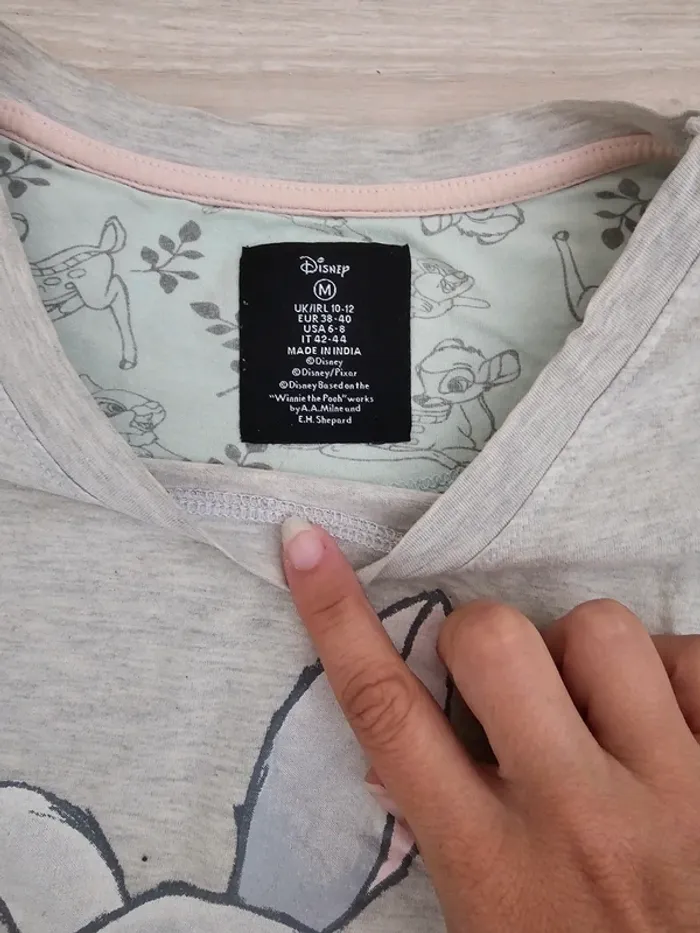 Disney
M
UK/IRL 10-12
EUR 38-40
USA 6-8
IT 42-44
MADE IN INDIA
©Disney
©Disney/Pixar
©Disney Based on the
"Winnie the Pooh" works
by A.A. Milne and
E.H. Shepard